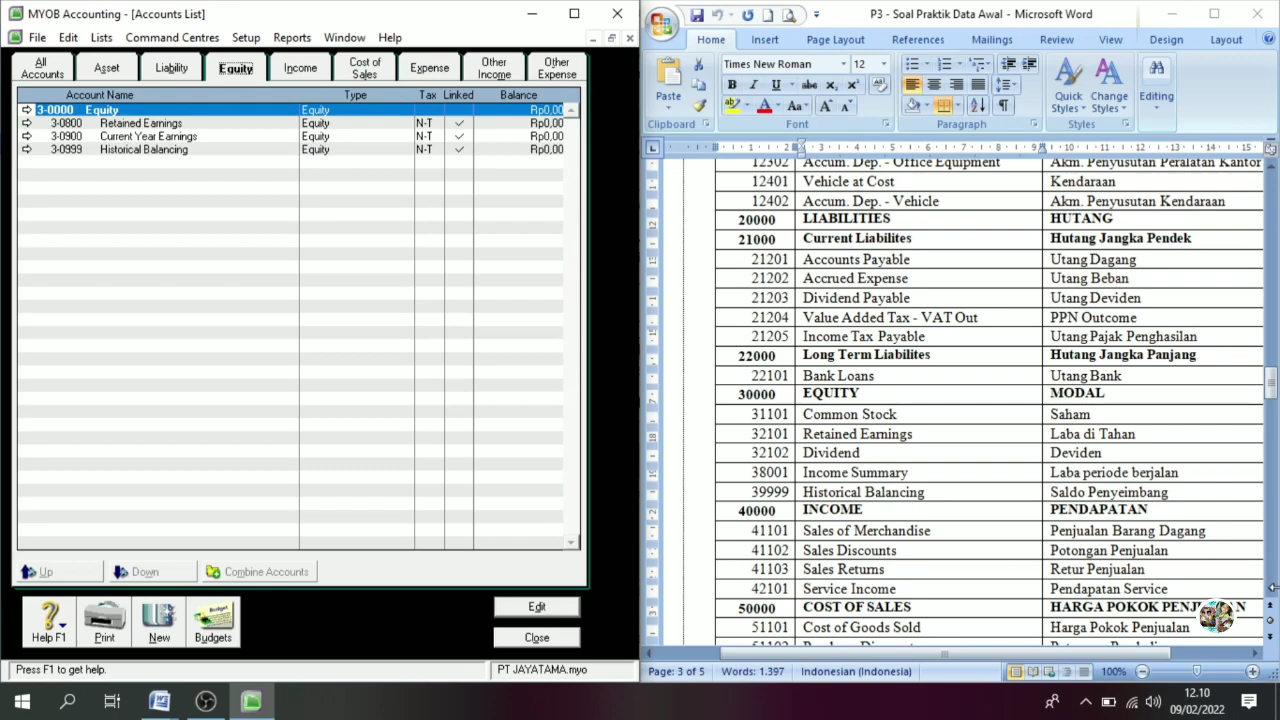 MYOB Accounting - [Accounts List]
File Edit Lists Command Centres Setup Reports Window Help
All Accounts Asset Liability Equity Income Cost of Sales Expense Other Income Other Expense
Account Name Type Tax Linked Balance
3-0000 Equity Equity Rp0,00
3-0800 Retained Earnings Equity N-T Rp0,00
3-0900 Current Year Earnings Equity N-T Rp0,00
3-0999 Historical Balancing Equity N-T Rp0,00
Up Down Combine Accounts
Help F1 Print New Budgets
Edit
Close
Press F1 to get help. PT JAYATAMA.myo
P3 - Soal Praktik Data Awal - Microsoft Word
Home Insert Page Layout References Mailings Review View Design Layout
Paste
Clipboard
Times New Roman 12
Font
Paragraph
Quick Styles Change Styles
Styles
Editing
12302 Accum. Dep. - Office Equipment Akm. Penyusutan Peralatan Kantor
12401 Vehicle at Cost Kendaraan
12402 Accum. Dep. - Vehicle Akm. Penyusutan Kendaraan
20000 LIABILITIES HUTANG
21000 Current Liabilites Hutang Jangka Pendek
21201 Accounts Payable Utang Dagang
21202 Accrued Expense Utang Beban
21203 Dividend Payable Utang Deviden
21204 Value Added Tax - VAT Out PPN Outcome
21205 Income Tax Payable Utang Pajak Penghasilan
22000 Long Term Liabilites Hutang Jangka Panjang
22101 Bank Loans Utang Bank
30000 EQUITY MODAL
31101 Common Stock Saham
32101 Retained Earnings Laba di Tahan
32102 Dividend Deviden
38001 Income Summary Laba periode berjalan
39999 Historical Balancing Saldo Penyeimbang
40000 INCOME PENDAPATAN
41101 Sales of Merchandise Penjualan Barang Dagang
41102 Sales Discounts Potongan Penjualan
41103 Sales Returns Retur Penjualan
42101 Service Income Pendapatan Service
50000 COST OF SALES HARGA POKOK
51101 Cost of Goods Sold Harga Pokok Penjualan
Page: 3 of 5 Words: 1.397 Indonesian (Indonesia) 100%
12.10
09/02/2022